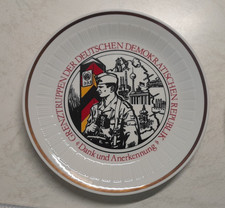 GRENZTRUPPEN DER DEUTSCHEN DEMOKRATISCHEN REPUBLIK
Dank und Anerkennung